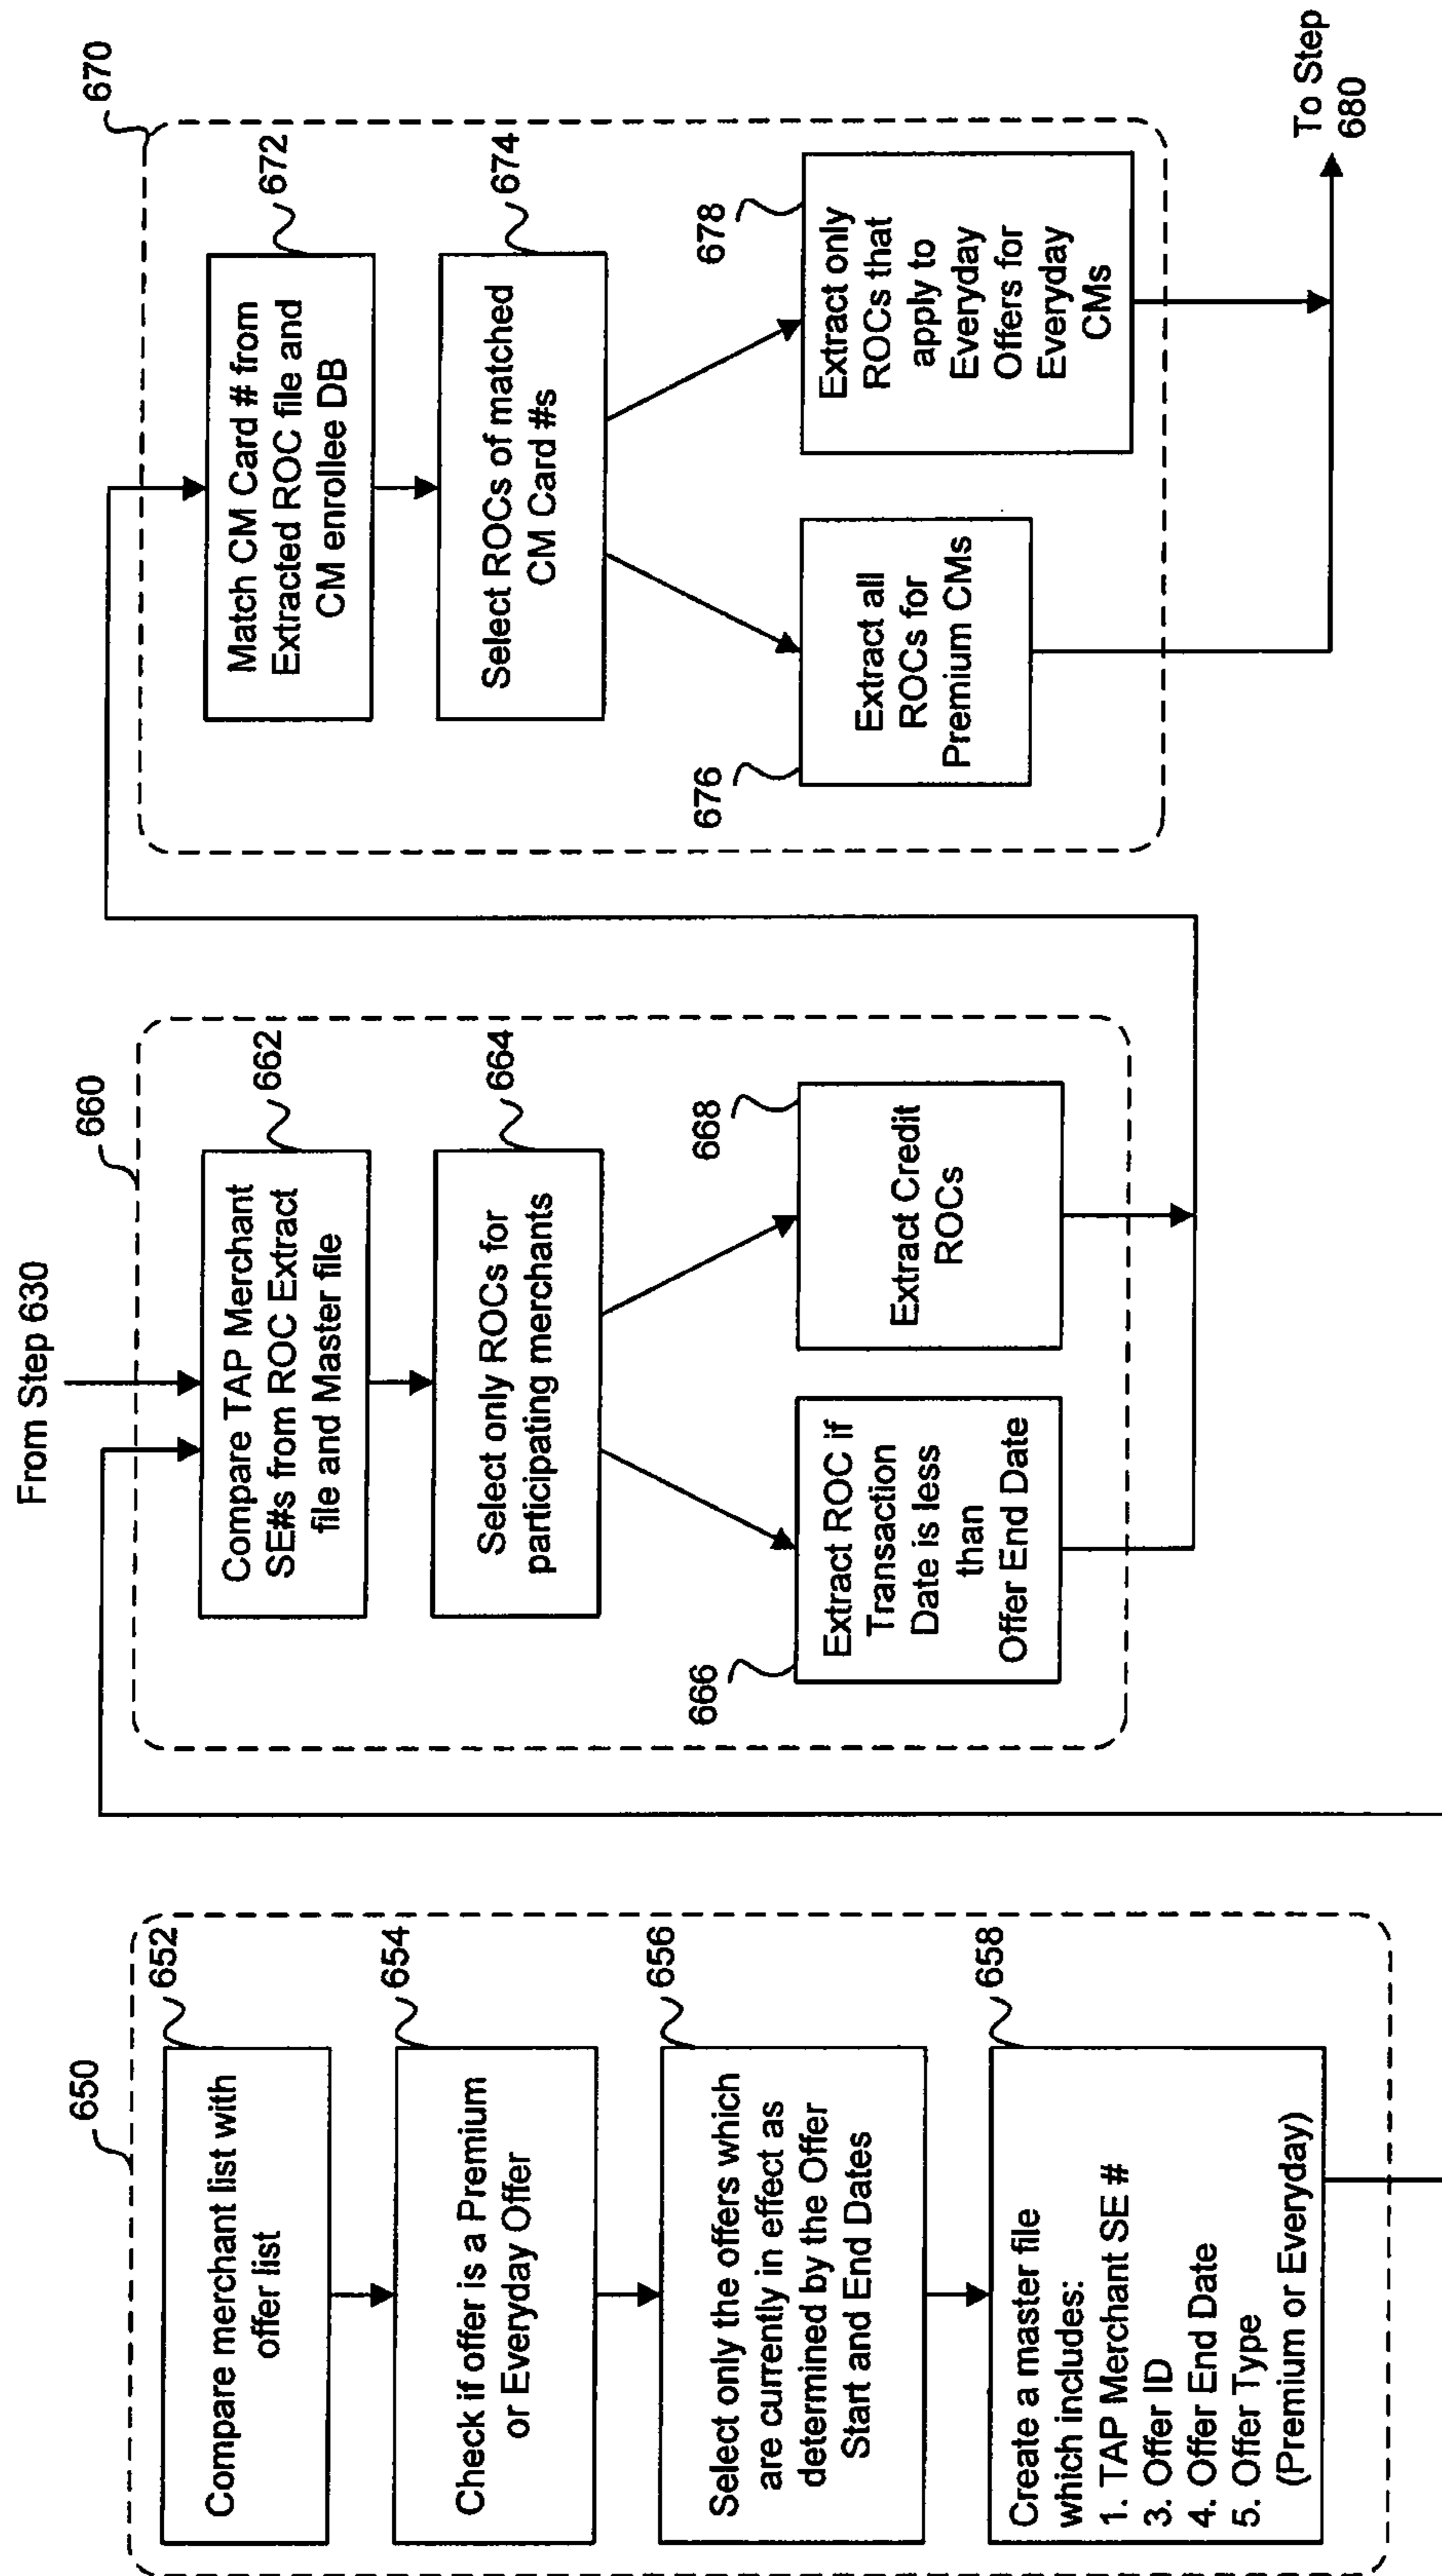 650
652
Compare merchant list with
offer list
654
Check if offer is a Premium
or Everyday Offer
656
Select only the offers which
are currently in effect as
determined by the Offer
Start and End Dates
658
Create a master file
which includes:
1. TAP Merchant SE #
3. Offer ID
4. Offer End Date
5. Offer Type
(Premium or Everyday)
From Step 630
660
662
Compare TAP Merchant
SE#s from ROC Extract
file and Master file
664
Select only ROCs for
participating merchants
666
Extract ROC if
Transaction
Date is less
than
Offer End Date
668
Extract Credit
ROCs
670
672
Match CM Card # from
Extracted ROC file and
CM enrollee DB
674
Select ROCs of matched
CM Card #s
676
Extract all
ROCs for
Premium CMs
678
Extract only
ROCs that
apply to
Everyday
Offers for
Everyday
CMs
To Step
680